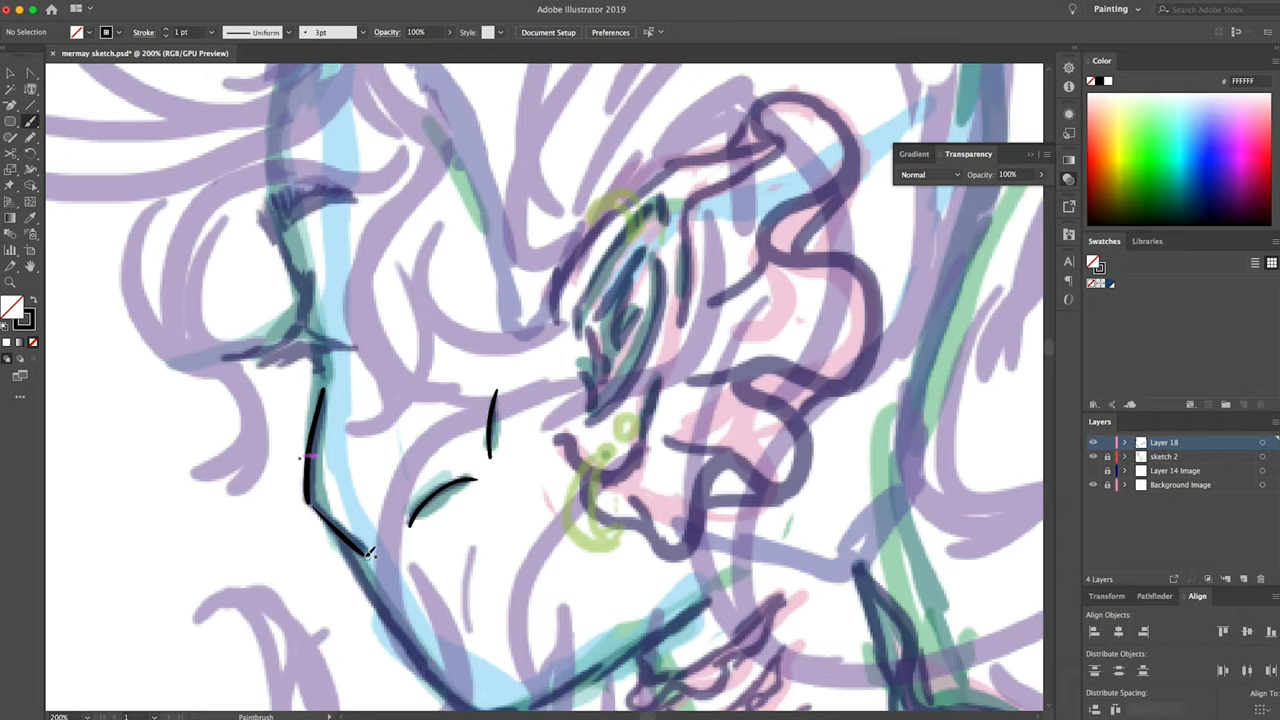 Adobe Illustrator 2019
Painting
Search Adobe Stock
No Selection
Stroke: 1 pt
Uniform
3pt
Opacity: 100%
Style:
Document Setup
Preferences
mermay sketch.psd* @ 200% (RGB/GPU Preview)
Color
# FFFFFF
Gradient
Transparency
Normal
Opacity: 100%
Swatches
Libraries
Layers
Layer 18
sketch 2
Layer 14 Image
Background Image
4 Layers
Transform
Pathfinder
Align
Align Objects:
Distribute Objects:
Distribute Spacing:
Align To:
200%
1
Paintbrush